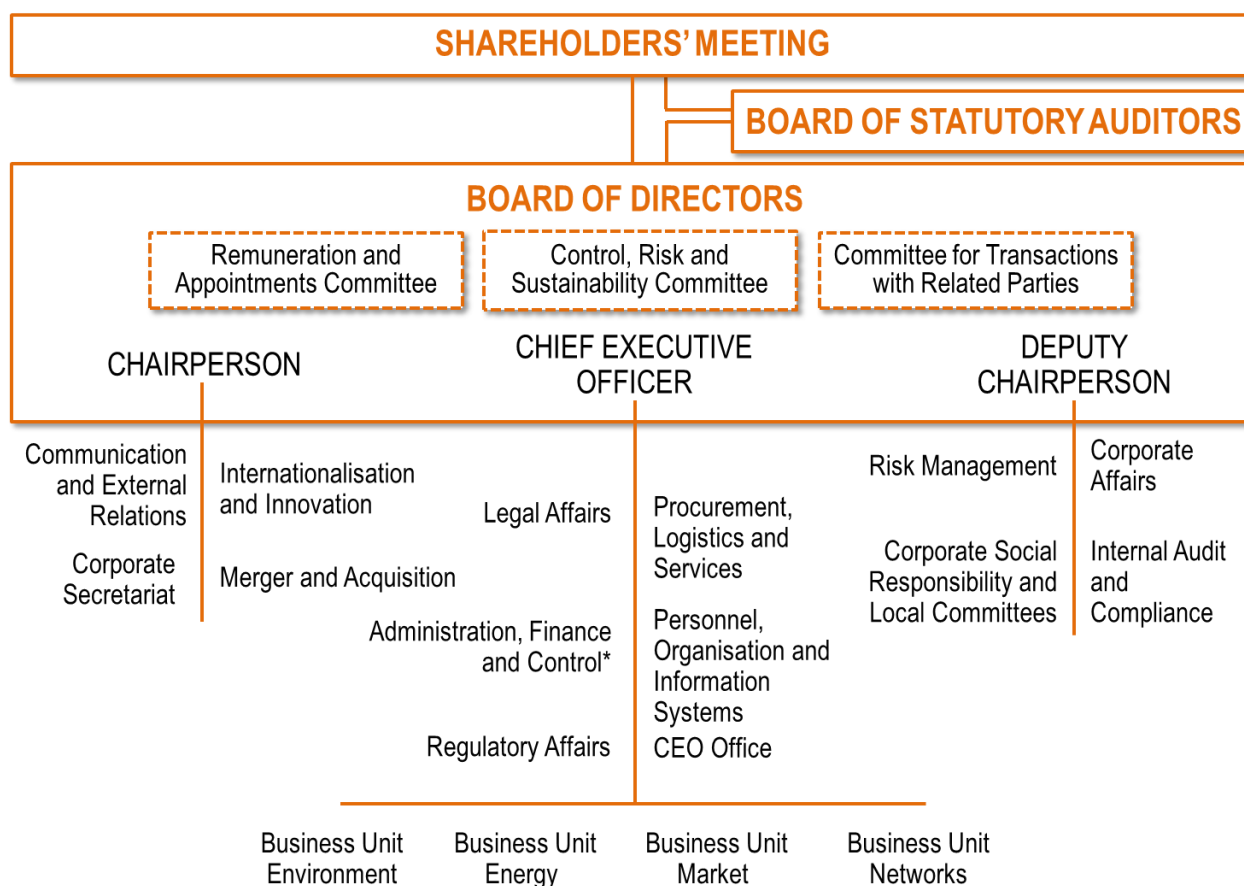 SHAREHOLDERS' MEETING
BOARD OF STATUTORY AUDITORS
BOARD OF DIRECTORS
Remuneration and
Appointments Committee
Control, Risk and
Sustainability Committee
Committee for Transactions
with Related Parties
CHAIRPERSON
CHIEF EXECUTIVE
OFFICER
DEPUTY
CHAIRPERSON
Communication
and External
Relations
Internationalisation
and Innovation
Corporate
Secretariat
Merger and Acquisition
Legal Affairs
Procurement,
Logistics and
Services
Administration, Finance
and Control*
Personnel,
Organisation and
Information
Systems
Regulatory Affairs
CEO Office
Risk Management
Corporate
Affairs
Corporate Social
Responsibility and
Local Committees
Internal Audit
and
Compliance
Business Unit
Environment
Business Unit
Energy
Business Unit
Market
Business Unit
Networks